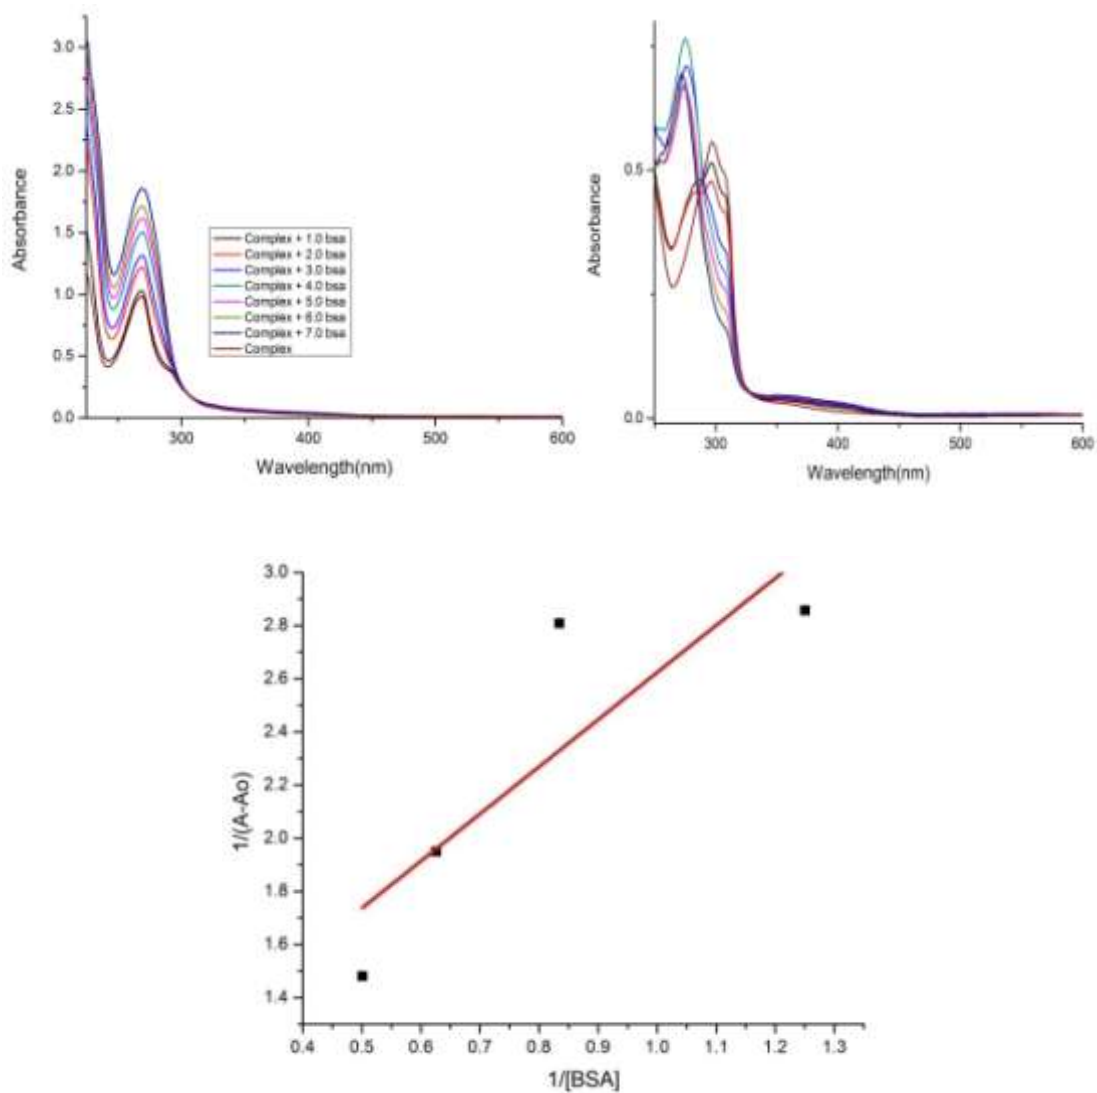 3.0
2.5
2.0
1.5
1.0
0.5
0.0
Absorbance
300
400
500
600
Wavelength(nm)
Complex + 1.0 bsa
Complex + 2.0 bsa
Complex + 3.0 bsa
Complex + 4.0 bsa
Complex + 5.0 bsa
Complex + 6.0 bsa
Complex + 7.0 bsa
Complex
0.5
0.0
Absorbance
300
400
500
600
Wavelength(nm)
3.0
2.8
2.6
2.4
2.2
2.0
1.8
1.6
1.4
1/(A-Ao)
0.4
0.5
0.6
0.7
0.8
0.9
1.0
1.1
1.2
1.3
1/[BSA]